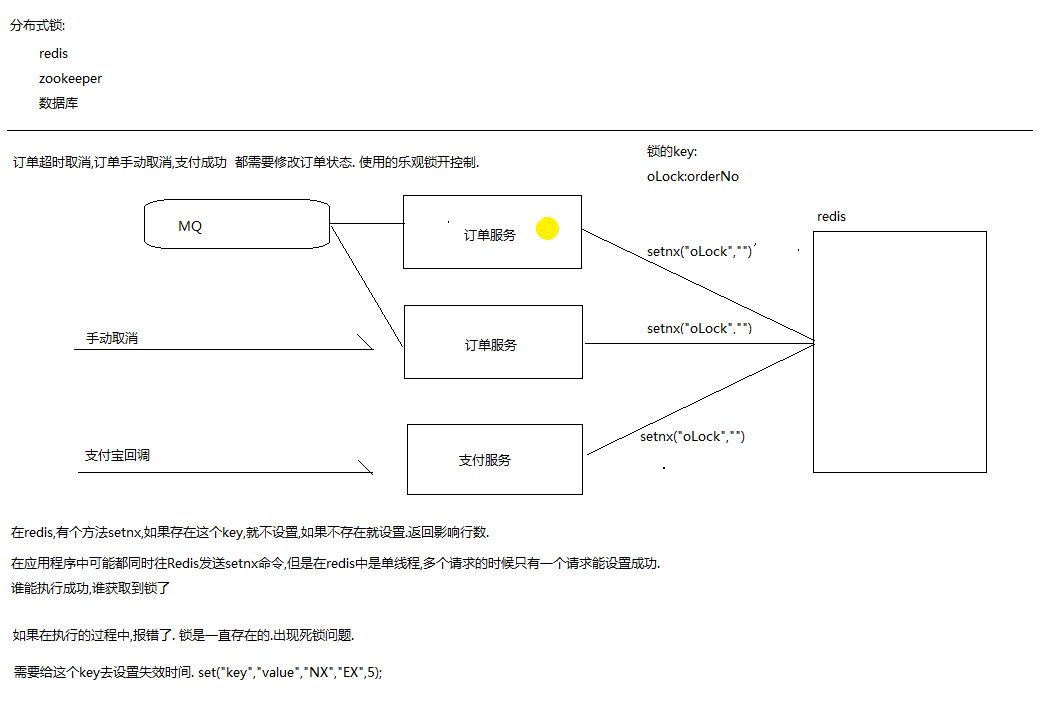 分布式锁:
redis
zookeeper
数据库
订单超时取消,订单手动取消,支付成功 都需要修改订单状态. 使用的乐观锁开控制.
锁的key:
oLock:orderNo
redis
MQ
订单服务
setnx("oLock","")
手动取消
订单服务
setnx("oLock","")
支付宝回调
支付服务
setnx("oLock","")
在redis,有个方法setnx,如果存在这个key,就不设置,如果不存在就设置.返回影响行数.
在应用程序中可能都同时往Redis发送setnx命令,但是在redis中是单线程,多个请求的时候只有一个请求能设置成功.
谁能执行成功,谁获取到锁了
如果在执行的过程中,报错了. 锁是一直存在的.出现死锁问题.
需要给这个key去设置失效时间. set("key","value","NX","EX",5);